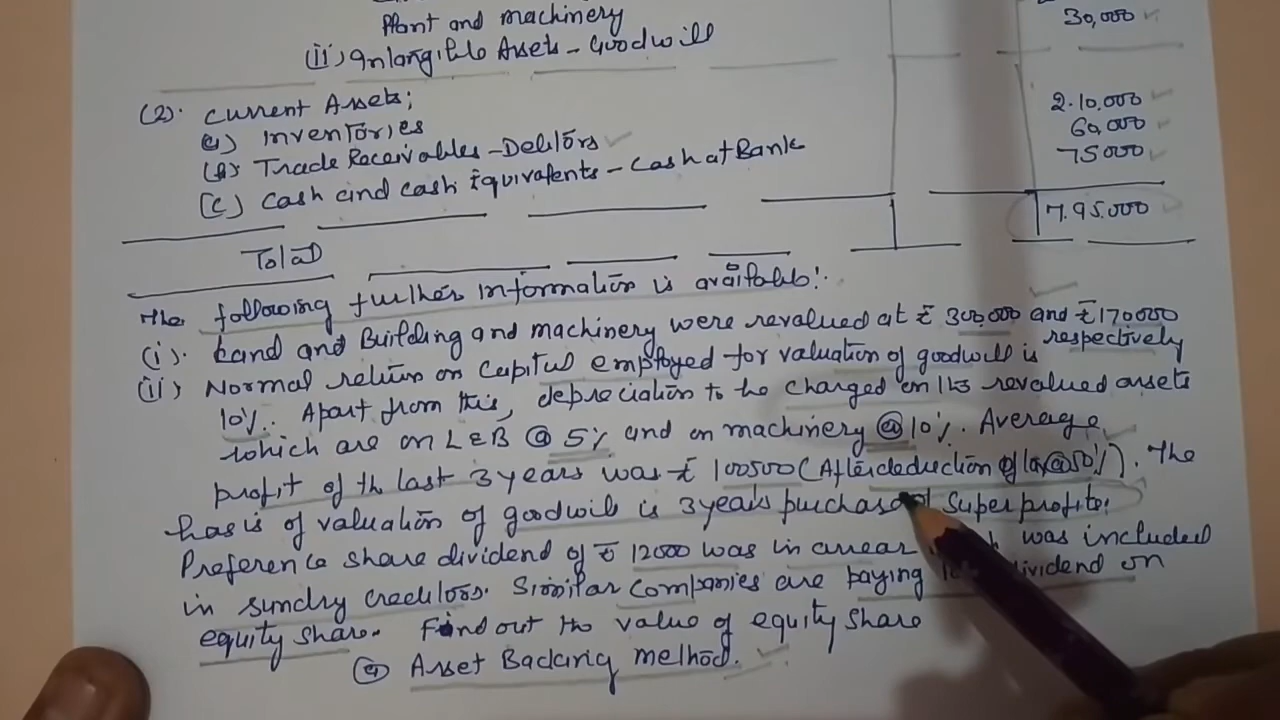 Plant and machinery 30,000
(ii) Intangible Assets - Goodwill
(2). Current Assets;
(a) Inventories 2,10,000
(b) Trade Receivables - Debtors 60,000
(c) Cash and cash Equivalents - Cash at Bank 75000
Total 7,95,000
The following further information is available:
(i). Land and Building and machinery were revalued at ₹ 300,000 and ₹ 170000 respectively
(ii) Normal return on capital employed for valuation of goodwill is
10%. Apart from this, depreciation to be charged on its revalued assets
which are on L&B @ 5% and on machinery @ 10%. Average
profit of the last 3 years was ₹ 100500 (After deduction of tax @ 50%). The
basis of valuation of goodwill is 3 years purchase of Super profits.
Preference share dividend of ₹ 12000 was in arrear was included
in sundry creditors. Similar companies are paying dividend on
equity share. Find out the value of equity share
(a) Asset Backing method.